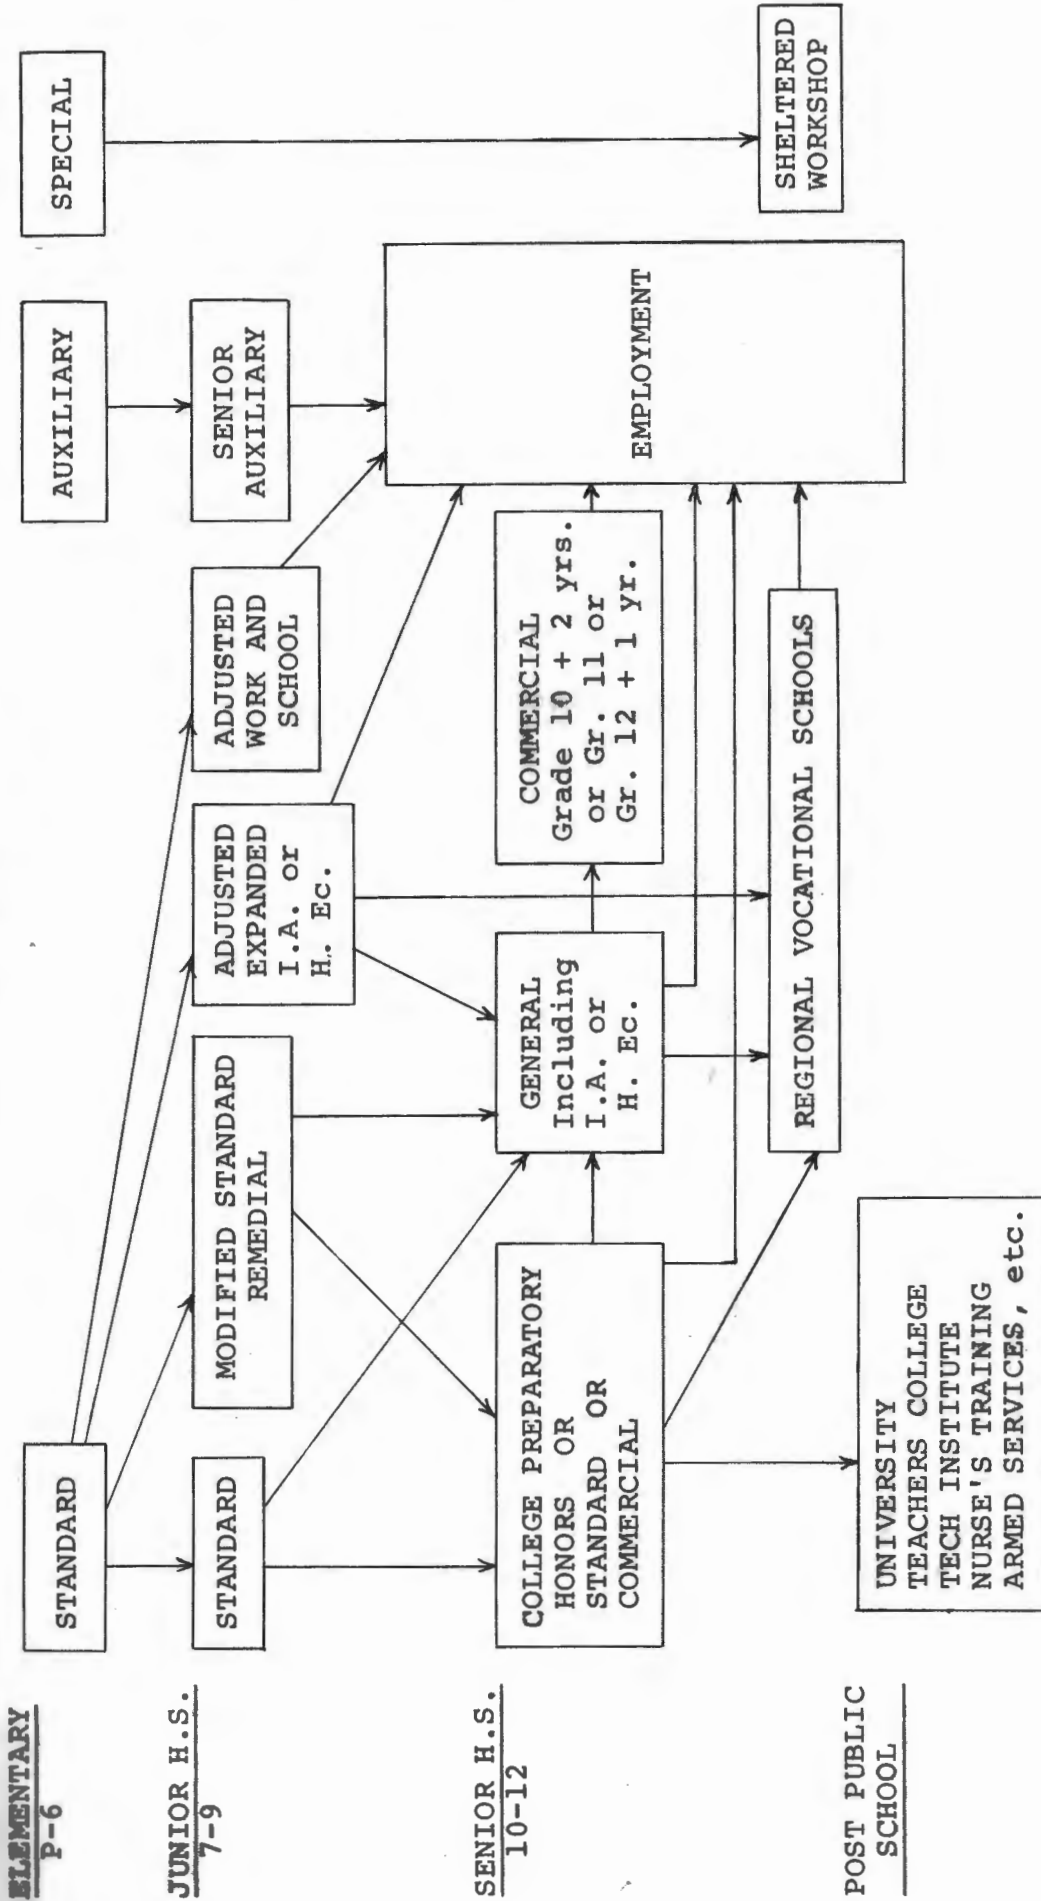 ELEMENTARY
P-6
STANDARD
AUXILIARY
SPECIAL
JUNIOR H.S.
7-9
STANDARD
MODIFIED STANDARD
REMEDIAL
ADJUSTED
EXPANDED
I.A. or
H. Ec.
ADJUSTED
WORK AND
SCHOOL
SENIOR
AUXILIARY
SENIOR H.S.
10-12
COLLEGE PREPARATORY
HONORS OR
STANDARD OR
COMMERCIAL
GENERAL
Including
I.A. or
H. Ec.
COMMERCIAL
Grade 10 + 2 yrs.
or Gr. 11 or
Gr. 12 + 1 yr.
EMPLOYMENT
POST PUBLIC
SCHOOL
UNIVERSITY
TEACHERS COLLEGE
TECH INSTITUTE
NURSE'S TRAINING
ARMED SERVICES, etc.
REGIONAL VOCATIONAL SCHOOLS
SHELTERED
WORKSHOP